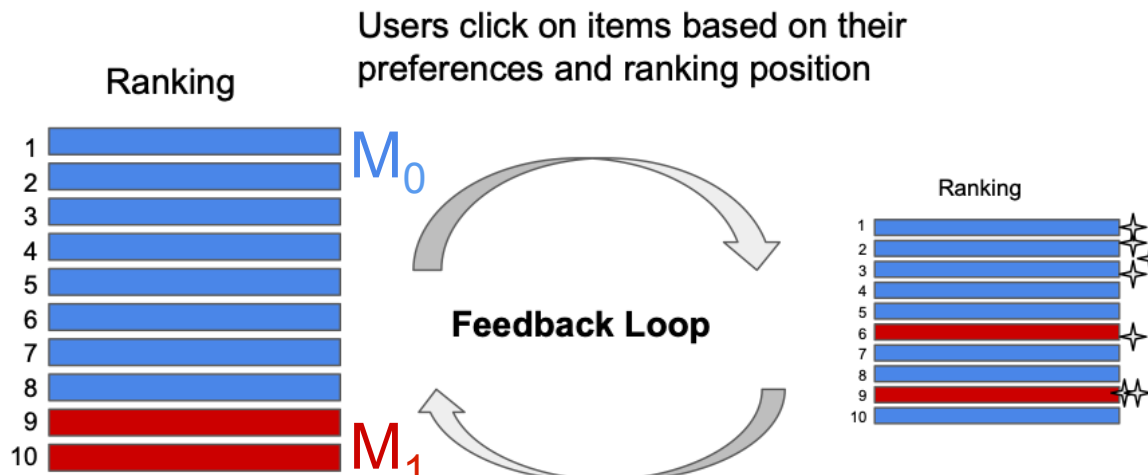 Users click on items based on their
preferences and ranking position
Ranking
1
2
3
4
5
6
7
8
9
10
M₀
M₁
Feedback Loop
Ranking
1
2
3
4
5
6
7
8
9
10